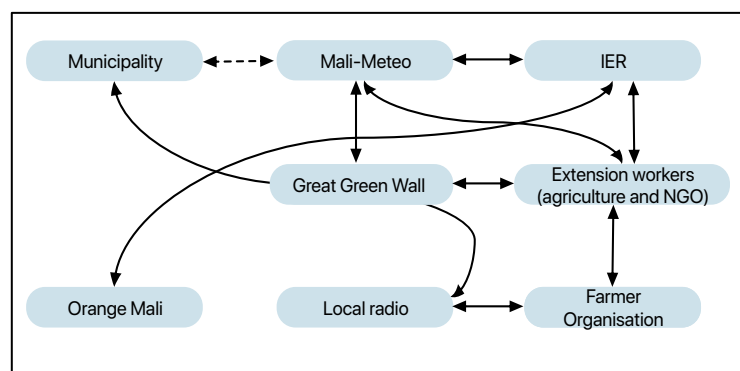 Municipality
Mali-Meteo
IER
Great Green Wall
Extension workers
(agriculture and NGO)
Orange Mali
Local radio
Farmer
Organisation